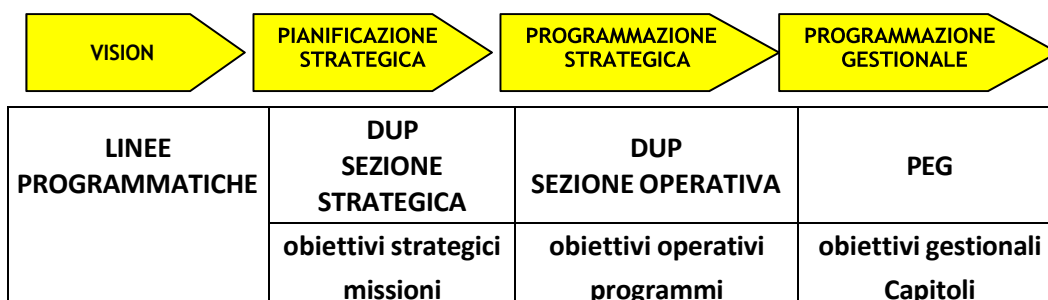 VISION
PIANIFICAZIONE
STRATEGICA
PROGRAMMAZIONE
STRATEGICA
PROGRAMMAZIONE
GESTIONALE
LINEE
PROGRAMMATICHE
DUP
SEZIONE
STRATEGICA
DUP
SEZIONE OPERATIVA
PEG
obiettivi strategici
missioni
obiettivi operativi
programmi
obiettivi gestionali
Capitoli